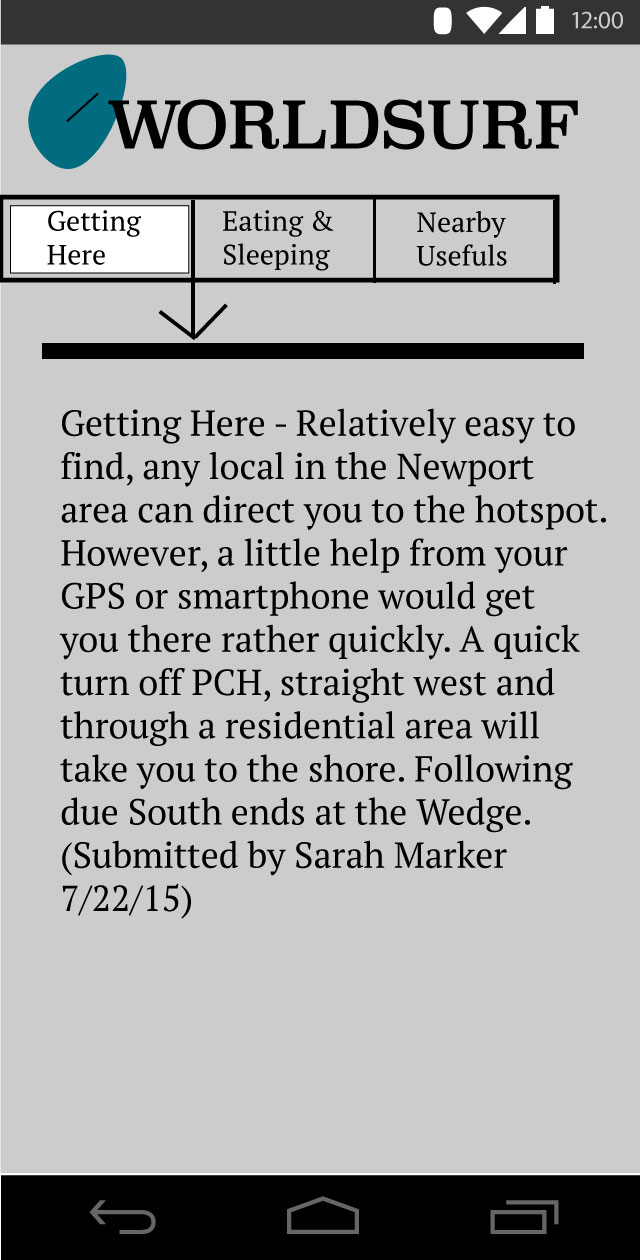 12:00
WORLDSURF
Getting
Here
Eating &
Sleeping
Nearby
Usefuls
Getting Here - Relatively easy to
find, any local in the Newport
area can direct you to the hotspot.
However, a little help from your
GPS or smartphone would get
you there rather quickly. A quick
turn off PCH, straight west and
through a residential area will
take you to the shore. Following
due South ends at the Wedge.
(Submitted by Sarah Marker
7/22/15)